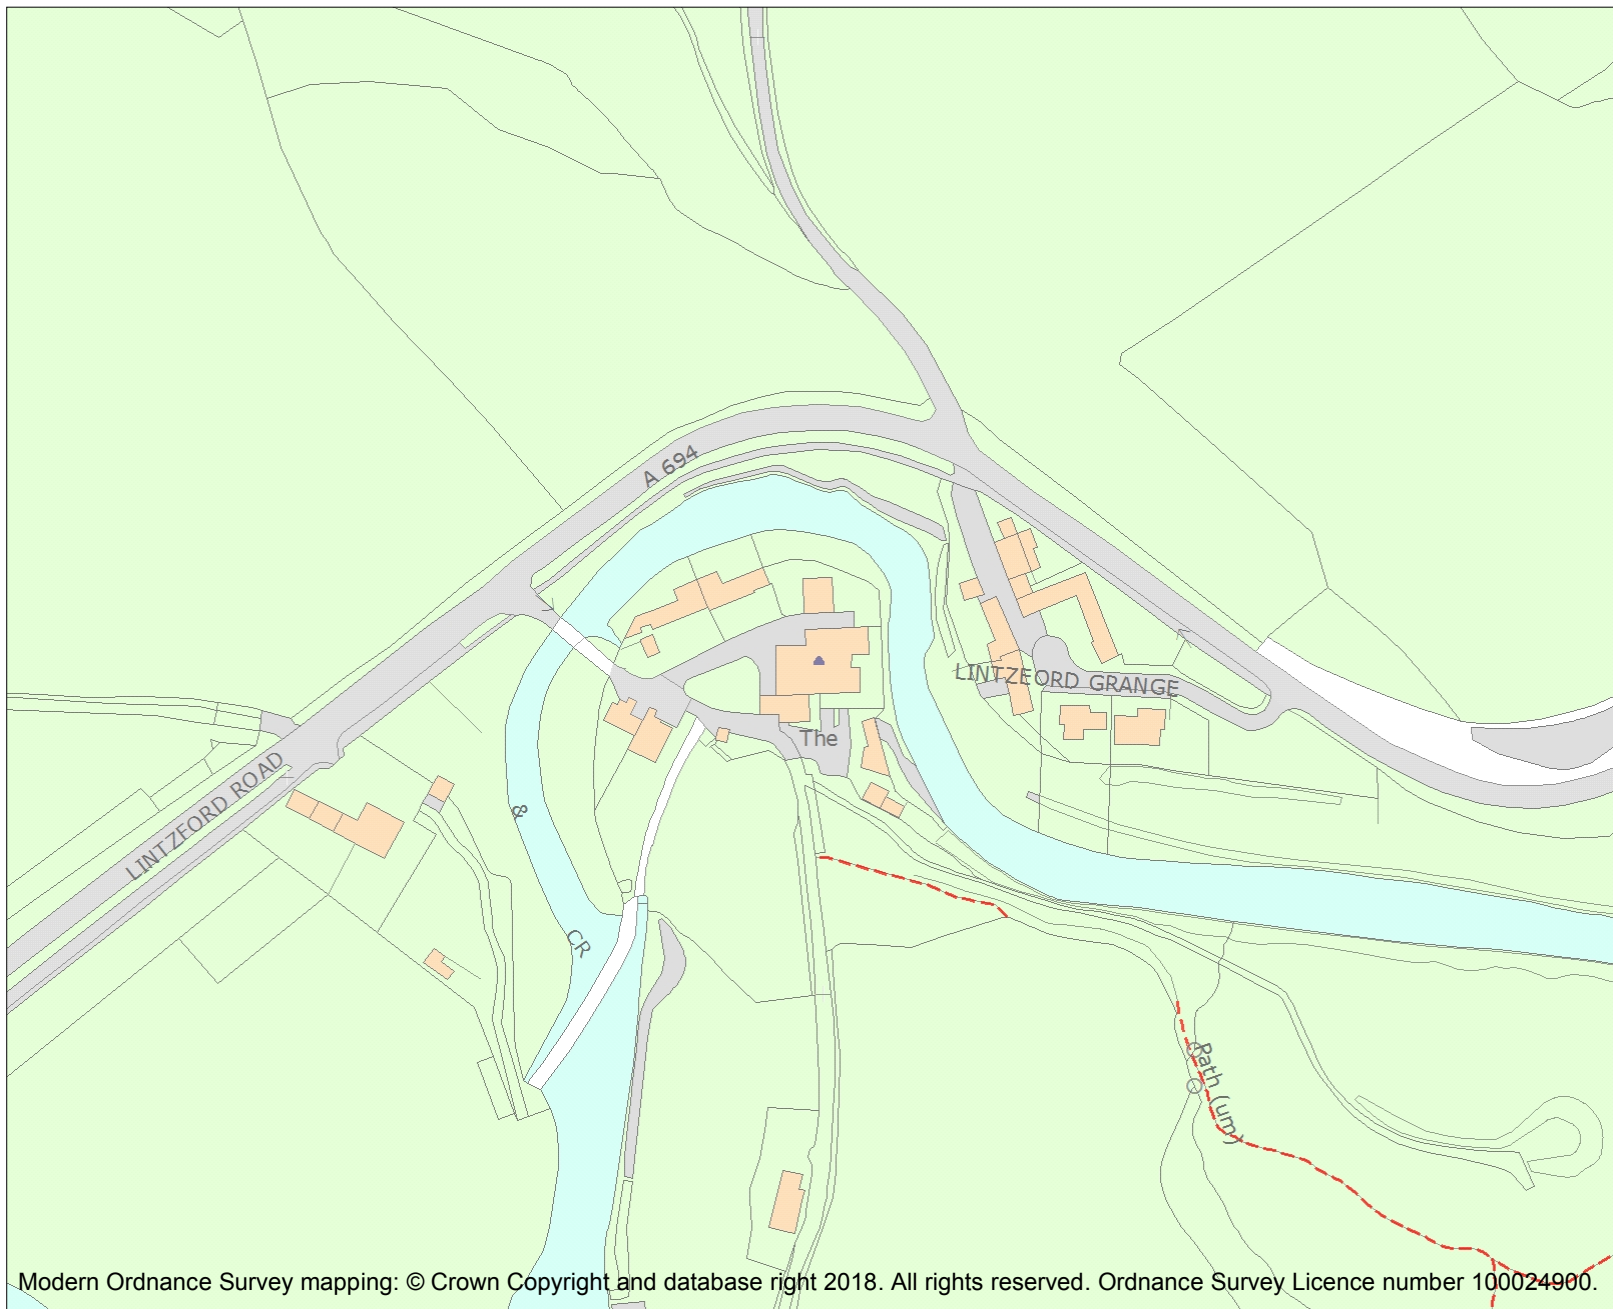 A 694
LINTZFORD GRANGE
The
LINTZFORD ROAD
&
CR
Path (um)
Modern Ordnance Survey mapping: © Crown Copyright and database right 2018. All rights reserved. Ordnance Survey Licence number 100024900.